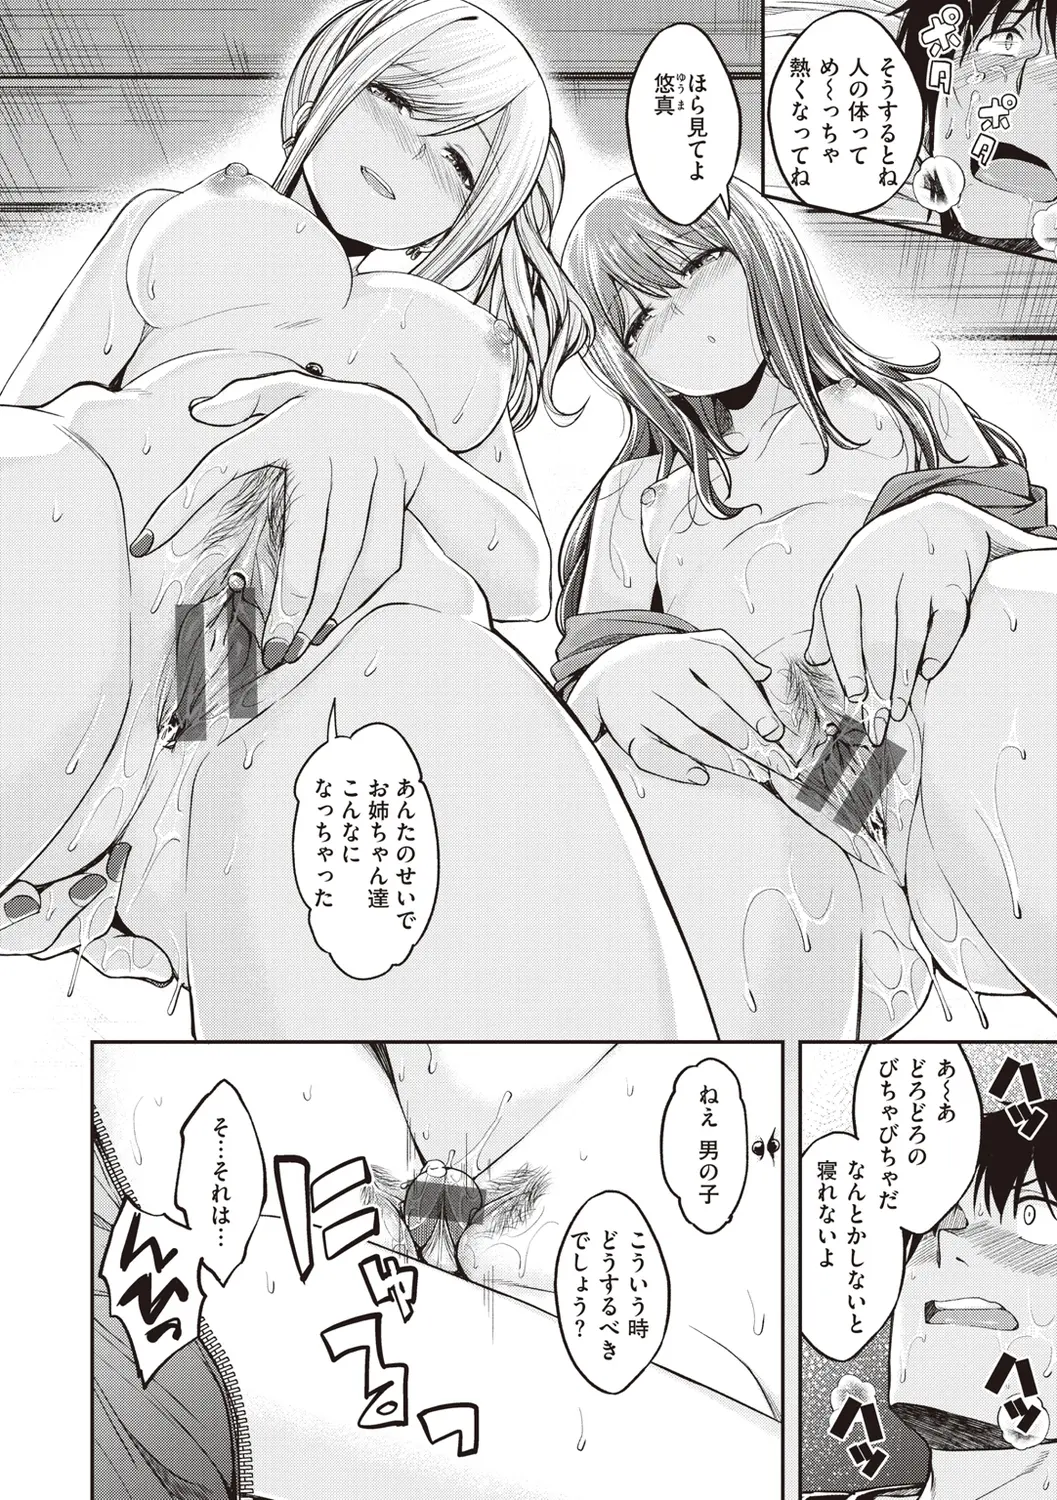 そうするとね
人の体って
め～っちゃ
熱くなってね
ポタ
ポタ
ほら見てよ
悠真
ゆうま
あんたのせいで
お姉ちゃん達
こんなに
なっちゃった
あ～あ
どろどろの
びちゃびちゃだ
なんとかしないと
寝れないよ
ハッ
ハッ
ねえ 男の子
こういう時
どうするべき
でしょう？
にゅるっ
そ…それは…